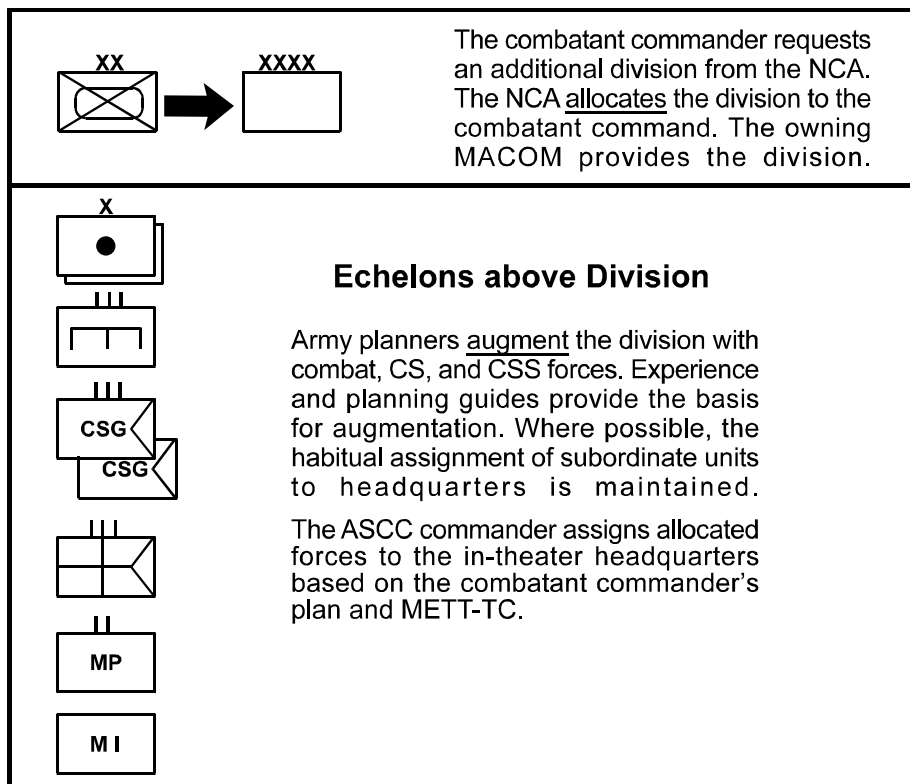 XX
XXXX
The combatant commander requests
an additional division from the NCA.
The NCA allocates the division to the
combatant command. The owning
MACOM provides the division.
X
Echelons above Division
Army planners augment the division with
combat, CS, and CSS forces. Experience
and planning guides provide the basis
for augmentation. Where possible, the
habitual assignment of subordinate units
to headquarters is maintained.
The ASCC commander assigns allocated
forces to the in-theater headquarters
based on the combatant commander's
plan and METT-TC.
III
III
CSG
CSG
III
II
MP
MI